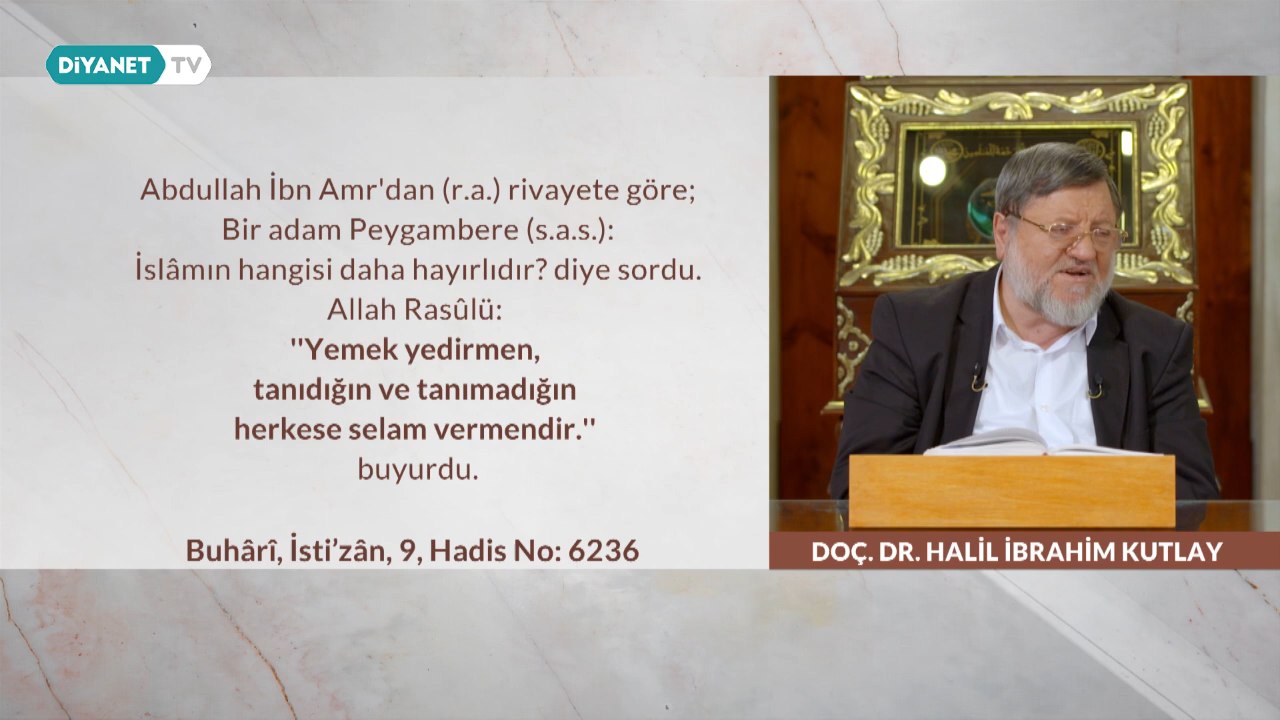 DİYANET TV
Abdullah İbn Amr'dan (r.a.) rivayete göre;
Bir adam Peygambere (s.a.s.):
İslâmın hangisi daha hayırlıdır? diye sordu.
Allah Rasûlü:
''Yemek yedirmen,
tanıdığın ve tanımadığın
herkese selam vermendir.''
buyurdu.
Buhârî, İsti’zân, 9, Hadis No: 6236
DOÇ. DR. HALİL İBRAHİM KUTLAY